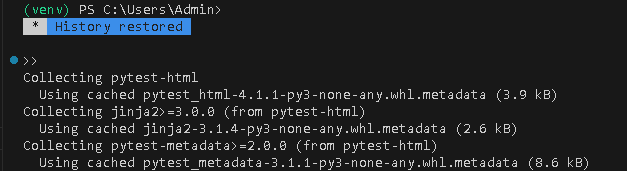 (venv) PS C:\Users\Admin>
* History restored
>>
Collecting pytest-html
Using cached pytest_html-4.1.1-py3-none-any.whl.metadata (3.9 kB)
Collecting jinja2>=3.0.0 (from pytest-html)
Using cached jinja2-3.1.4-py3-none-any.whl.metadata (2.6 kB)
Collecting pytest-metadata>=2.0.0 (from pytest-html)
Using cached pytest_metadata-3.1.1-py3-none-any.whl.metadata (8.6 kB)